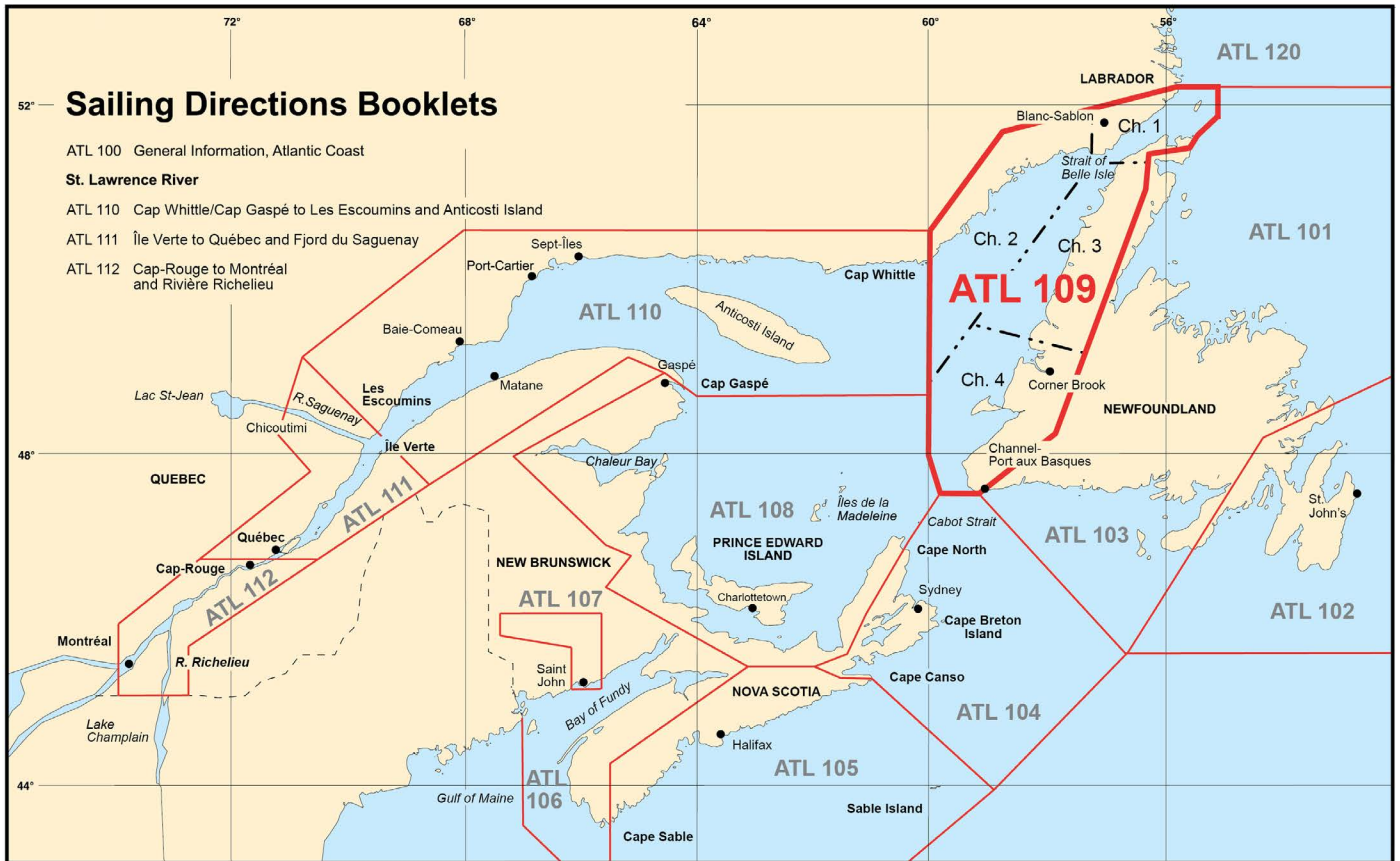 72°
68°
64°
60°
56°
ATL 120
52°
Sailing Directions Booklets
ATL 100 General Information, Atlantic Coast
St. Lawrence River
ATL 110 Cap Whittle/Cap Gaspé to Les Escoumins and Anticosti Island
ATL 111 Île Verte to Québec and Fjord du Saguenay
ATL 112 Cap-Rouge to Montréal
and Rivière Richelieu
LABRADOR
Blanc-Sablon
Ch. 1
Strait of
Belle Isle
ATL 101
Ch. 2
Ch. 3
Sept-Îles
Port-Cartier
Cap Whittle
ATL 109
ATL 110
Anticosti Island
Baie-Comeau
Matane
Gaspé
Cap Gaspé
Ch. 4
Corner Brook
NEWFOUNDLAND
Les
Escoumins
Lac St-Jean
R.Saguenay
Chicoutimi
Île Verte
Channel-
Port aux Basques
48°
Chaleur Bay
QUEBEC
ATL 111
ATL 108
Îles de la
Madeleine
Cabot Strait
ATL 103
St.
John's
Québec
PRINCE EDWARD
ISLAND
Cape North
Cap-Rouge
NEW BRUNSWICK
ATL 112
ATL 107
Charlottetown
Sydney
Cape Breton
Island
ATL 102
Montréal
R. Richelieu
Saint
John
Bay of Fundy
NOVA SCOTIA
Cape Canso
Lake
Champlain
ATL 104
Halifax
ATL 105
44°
Gulf of Maine
ATL
106
Sable Island
Cape Sable